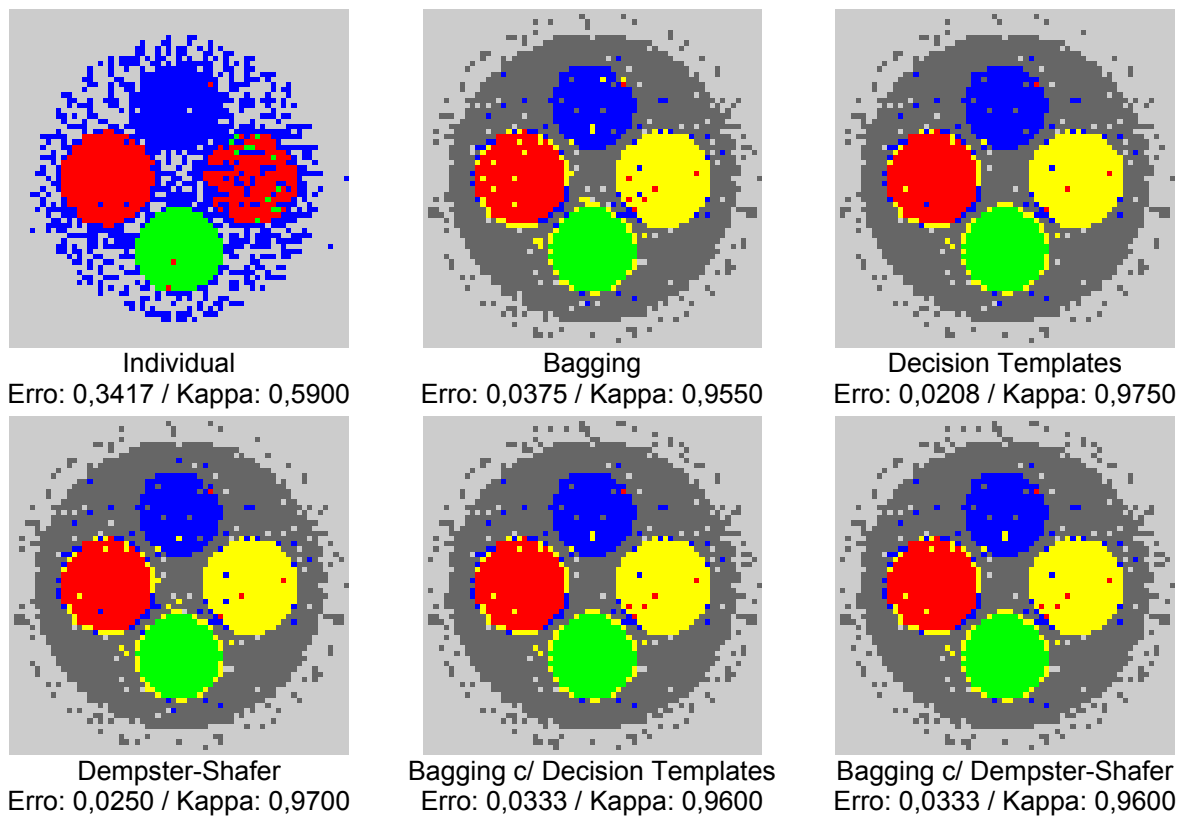 Individual
Erro: 0,3417 / Kappa: 0,5900
Bagging
Erro: 0,0375 / Kappa: 0,9550
Decision Templates
Erro: 0,0208 / Kappa: 0,9750
Dempster-Shafer
Erro: 0,0250 / Kappa: 0,9700
Bagging c/ Decision Templates
Erro: 0,0333 / Kappa: 0,9600
Bagging c/ Dempster-Shafer
Erro: 0,0333 / Kappa: 0,9600